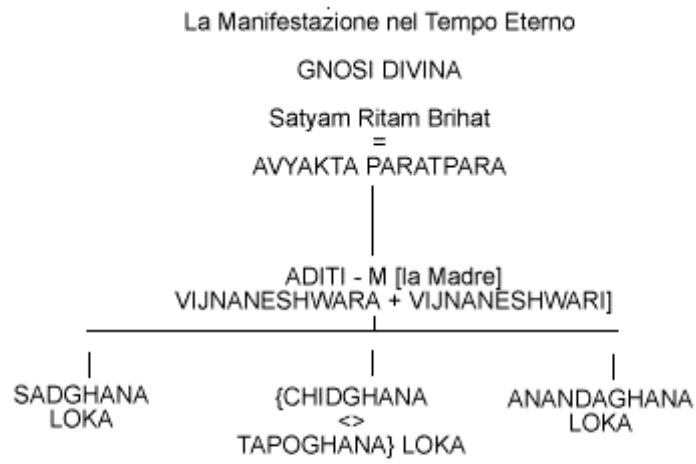 La Manifestazione nel Tempo Eterno
GNOSI DIVINA
Satyam Ritam Brihat
=
AVYAKTA PARATPARA
ADITI - M [la Madre]
VIJNANESHWARA + VIJNANESHWARI]
SADGHANA
LOKA
{CHIDGHANA
<>
TAPOGHANA} LOKA
ANANDAGHANA
LOKA